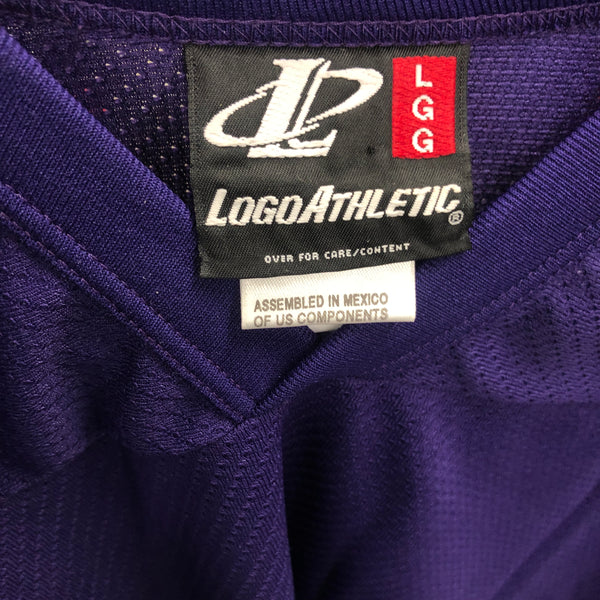 L
G
G
LOGOATHLETIC®
OVER FOR CARE/CONTENT
ASSEMBLED IN MEXICO
OF US COMPONENTS